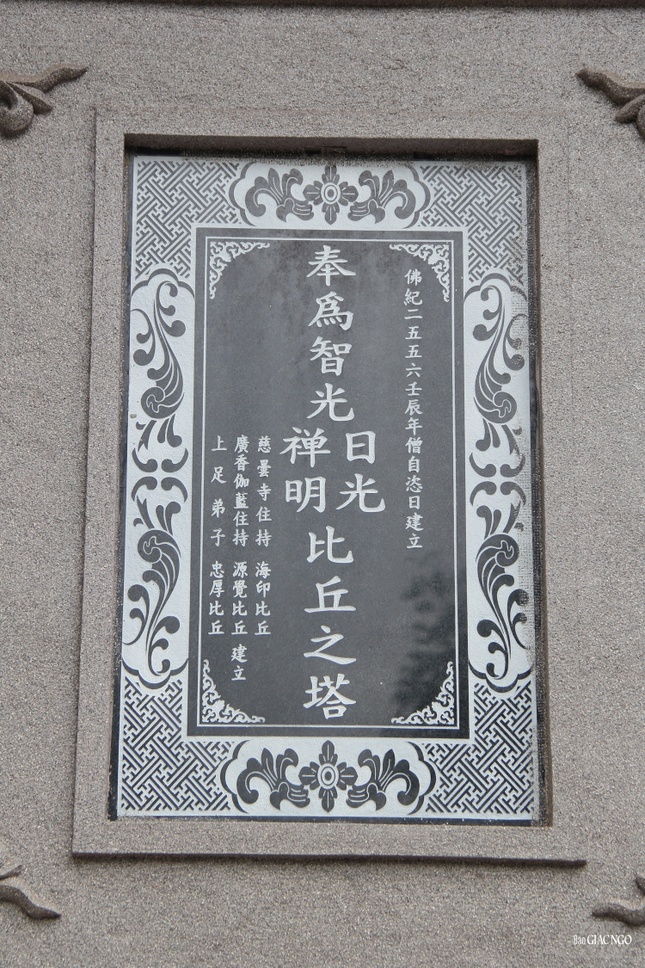 佛紀二五五六壬辰年僧自恣日建立
奉爲智光
日光
禅明
比丘之塔
慈曇寺住持 海印比丘
廣香伽藍住持 源覺比丘 建立
上足弟子 忠厚比丘
Báo GIÁC NGỘ